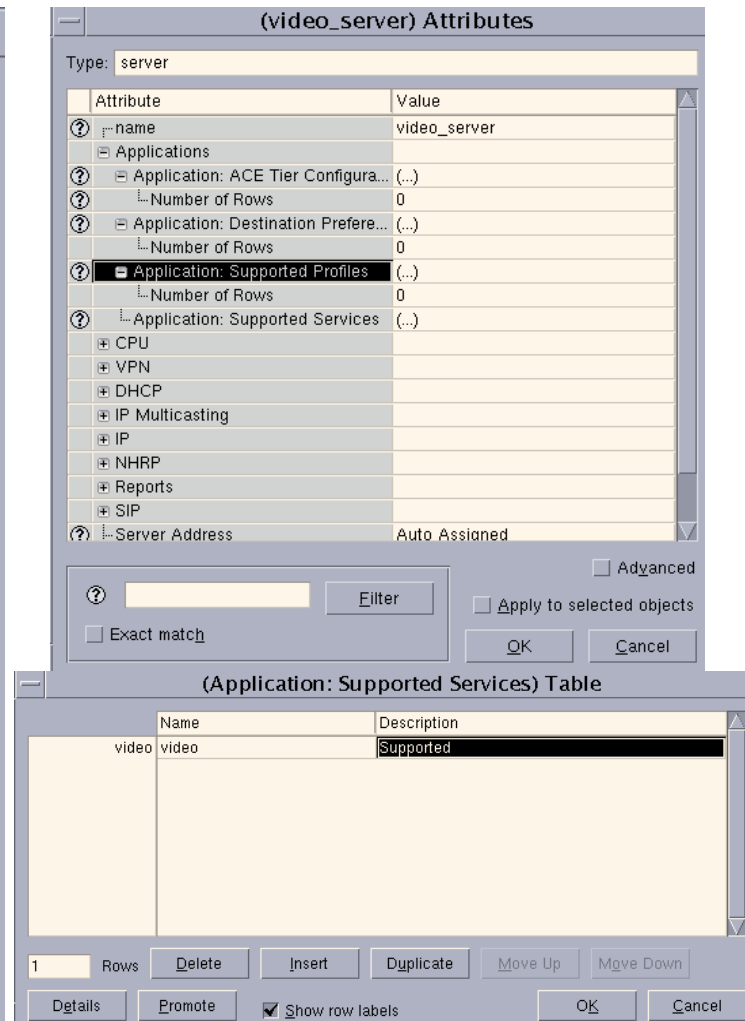 (video_server) Attributes
Type: server
Attribute Value
name video_server
Applications
Application: ACE Tier Configura... (...)
Number of Rows 0
Application: Destination Prefere... (...)
Number of Rows 0
Application: Supported Profiles (...)
Number of Rows 0
Application: Supported Services (...)
CPU
VPN
DHCP
IP Multicasting
IP
NHRP
Reports
SIP
Server Address Auto Assigned
Advanced
Filter
Apply to selected objects
Exact match
OK Cancel
(Application: Supported Services) Table
Name Description
video video Supported
1 Rows Delete Insert Duplicate Move Up Move Down
Details Promote Show row labels OK Cancel